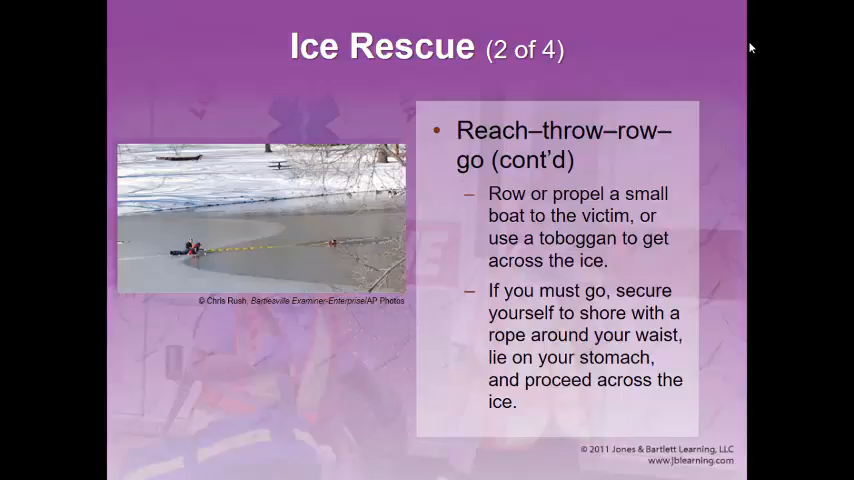 Ice Rescue (2 of 4)
• Reach–throw–row–
go (cont’d)
– Row or propel a small
boat to the victim, or
use a toboggan to get
across the ice.
– If you must go, secure
yourself to shore with a
rope around your waist,
lie on your stomach,
and proceed across the
ice.
© Chris Rush, Bartlesville Examiner-Enterprise/AP Photos
© 2011 Jones & Bartlett Learning, LLC
www.jblearning.com